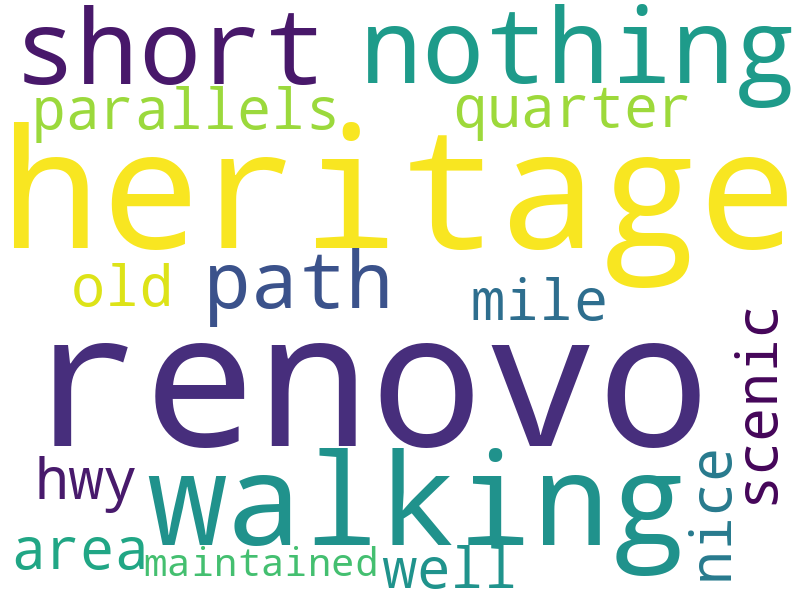 short nothing
parallels quarter
heritage
old path mile
renovo
scenic
hwy walking nice
area maintained well